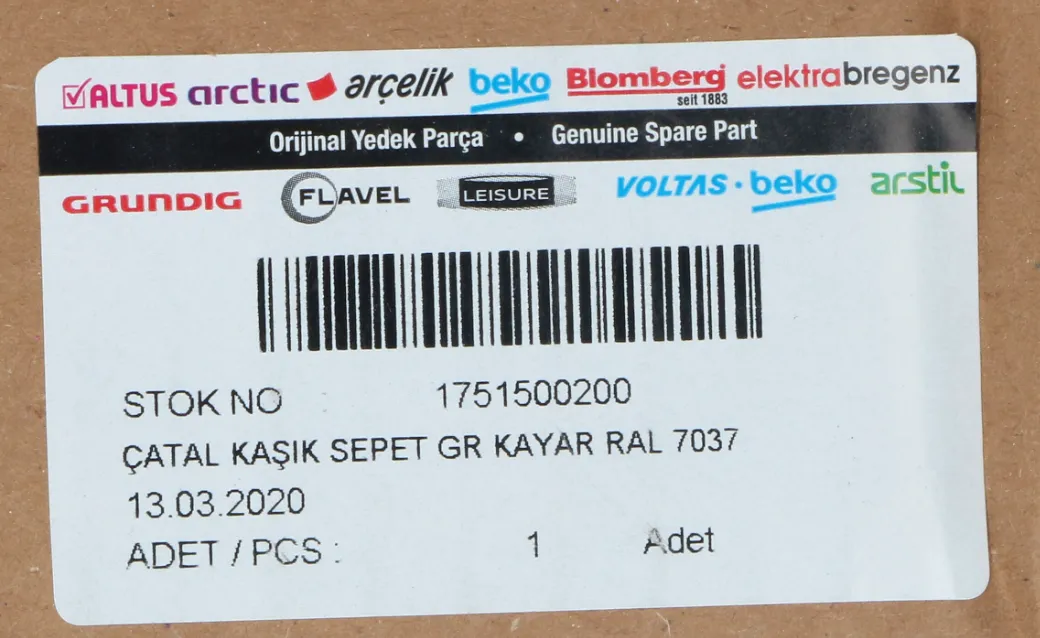 ALTUS arctic arçelik beko Blomberg elektrabregenz
seit 1883
Orijinal Yedek Parça • Genuine Spare Part
GRUNDIG FLAVEL LEISURE VOLTAS · beko arstil
STOK NO 1751500200
ÇATAL KAŞIK SEPET GR KAYAR RAL 7037
13.03.2020
ADET / PCS : 1 Adet